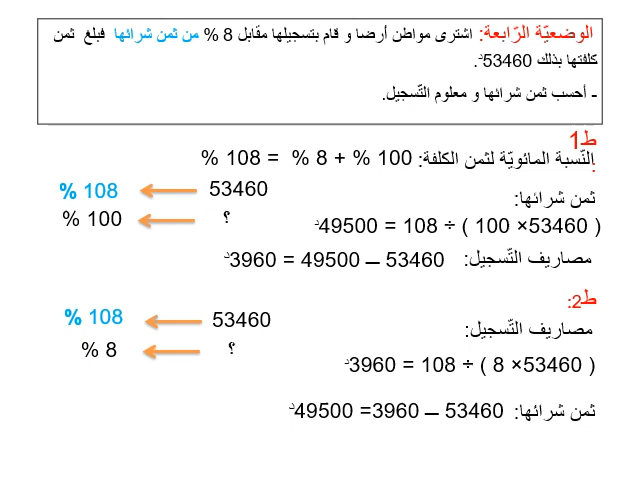 الوضعيّة الرّابعة: اشترى مواطن أرضا و قام بتسجيلها مقابل 8 % من ثمن شرائها فبلغ ثمن
كلفتها بذلك 53460د.
- أحسب ثمن شرائها و معلوم التّسجيل.
ط1
:
النّسبة المائويّة لثمن الكلفة: 100 % + 8 % = 108 %
53460 108 %
ثمن شرائها:
؟ 100 %
( 53460× 100 ) ÷ 108 = 49500د
مصاريف التّسجيل: 53460 – 49500 = 3960د
ط2:
53460 108 %
مصاريف التّسجيل:
؟ 8 %
( 53460× 8 ) ÷ 108 = 3960د
ثمن شرائها: 53460 – 3960= 49500د